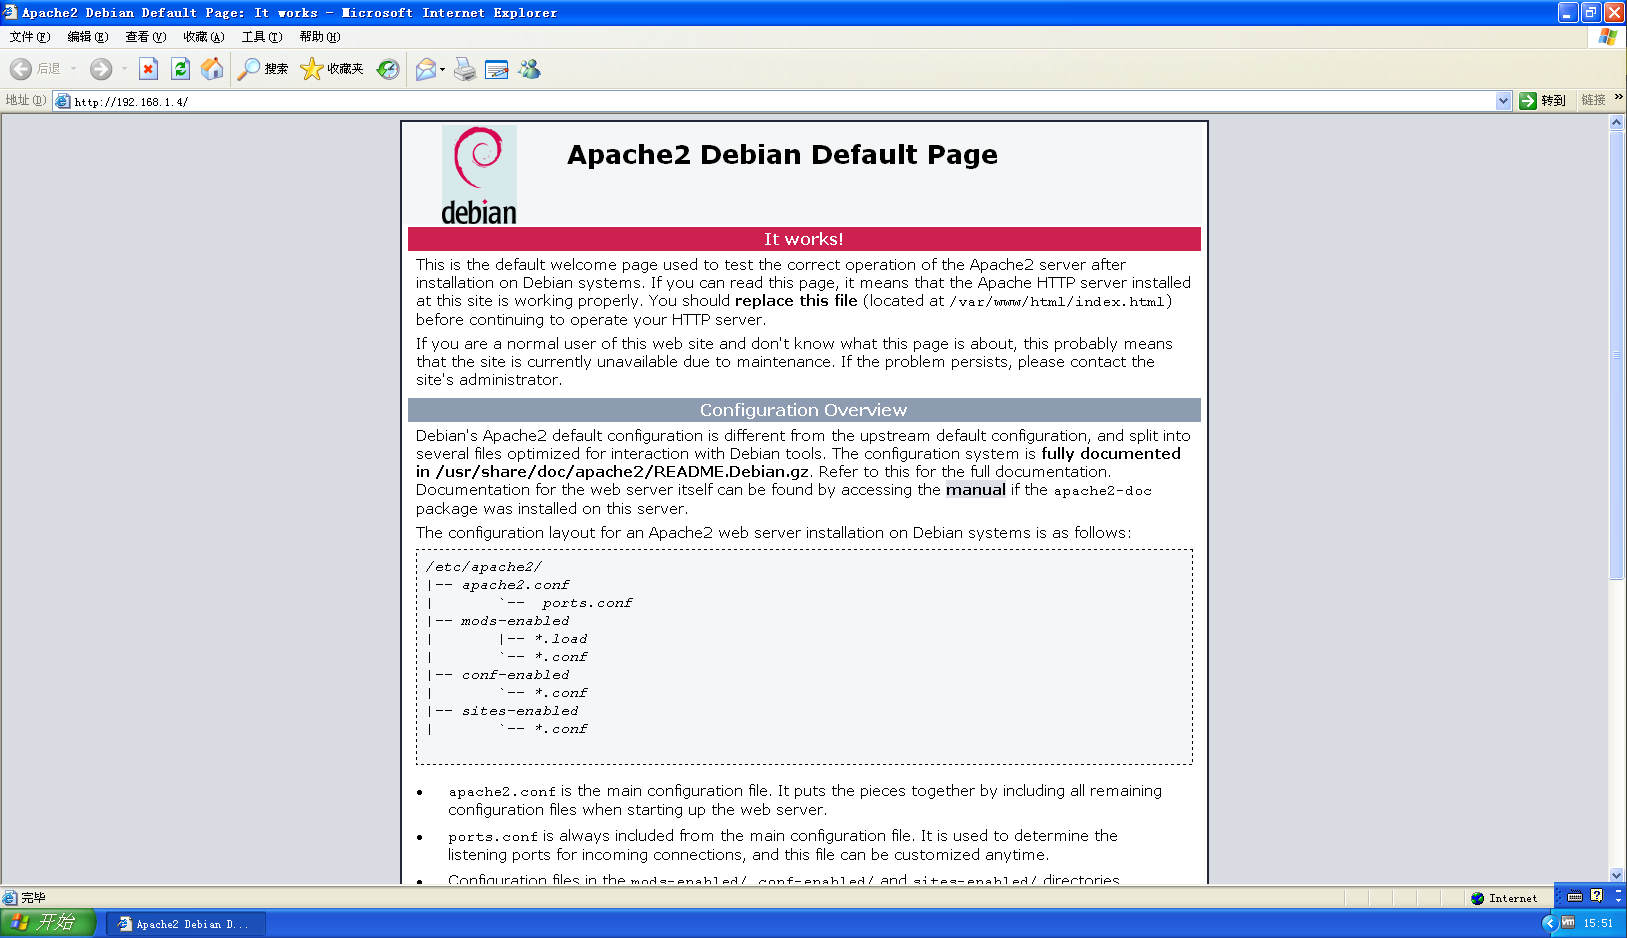 Apache2 Debian Default Page: It works - Microsoft Internet Explorer
文件(F) 编辑(E) 查看(V) 收藏(A) 工具(T) 帮助(H)
后退 搜索 收藏夹
地址(D) http://192.168.1.4/ 转到 链接 »
debian
Apache2 Debian Default Page
It works!
This is the default welcome page used to test the correct operation of the Apache2 server after
installation on Debian systems. If you can read this page, it means that the Apache HTTP server installed
at this site is working properly. You should replace this file (located at /var/www/html/index.html)
before continuing to operate your HTTP server.
If you are a normal user of this web site and don't know what this page is about, this probably means
that the site is currently unavailable due to maintenance. If the problem persists, please contact the
site's administrator.
Configuration Overview
Debian's Apache2 default configuration is different from the upstream default configuration, and split into
several files optimized for interaction with Debian tools. The configuration system is fully documented
in /usr/share/doc/apache2/README.Debian.gz. Refer to this for the full documentation.
Documentation for the web server itself can be found by accessing the manual if the apache2-doc
package was installed on this server.
The configuration layout for an Apache2 web server installation on Debian systems is as follows:
/etc/apache2/
|-- apache2.conf
|       `--  ports.conf
|-- mods-enabled
|       |-- *.load
|       `-- *.conf
|-- conf-enabled
|       `-- *.conf
|-- sites-enabled
|       `-- *.conf
• apache2.conf is the main configuration file. It puts the pieces together by including all remaining
configuration files when starting up the web server.
• ports.conf is always included from the main configuration file. It is used to determine the
listening ports for incoming connections, and this file can be customized anytime.
• Configuration files in the mods-enabled/, conf-enabled/ and sites-enabled/ directories
完毕 Internet
开始 Apache2 Debian D... vm 15:51